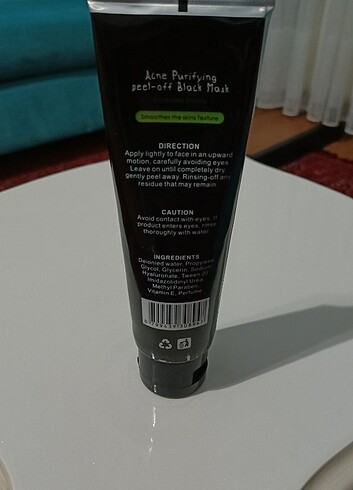 Acne Purifying
peel-off Black Mask
Smoothes the skins Texture
DIRECTION
Apply lightly to face in an upward
motion, carefully avoiding eyes
Leave on until completely dry,
gently peel away. Rinsing-off any
residue that may remain
CAUTION
Avoid contact with eyes. If
product enters eyes, rinse
thoroughly with water
INGREDIENTS
Deionied water, Propylene
Glycol, Glycerin, Sodium
Hyaluronate, Tween 20
Imidazolidinyl Urea,
Methyl Paraben,
Vitamin E, Perfume